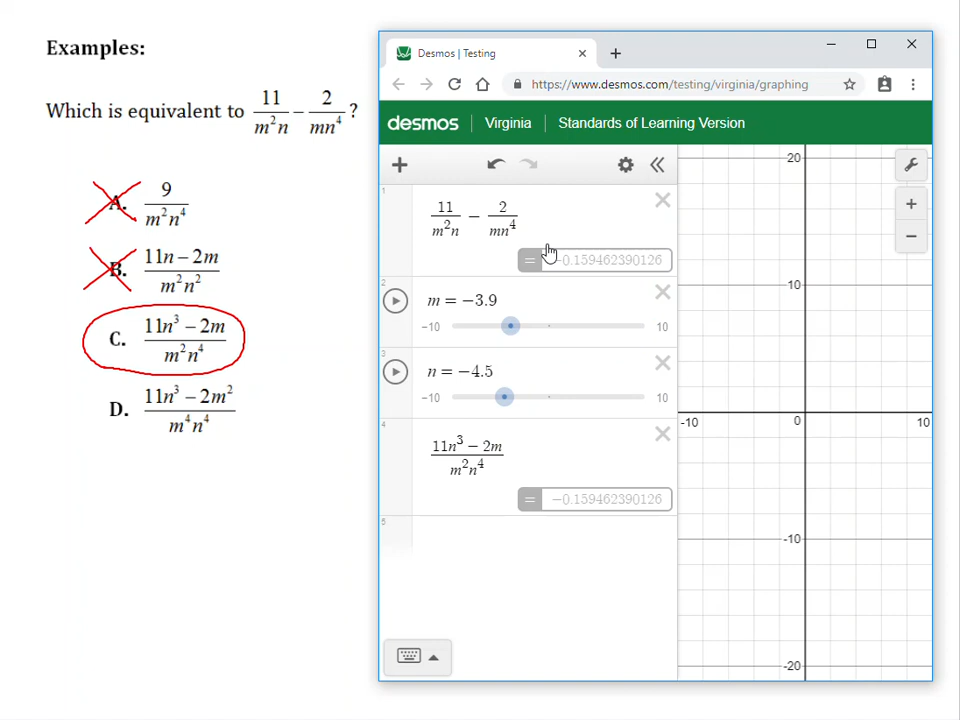 Examples:
Which is equivalent to 11/m²n − 2/mn⁴ ?
A. 9/m²n⁴
B. 11n − 2m/m²n²
C. 11n³ − 2m/m²n⁴
D. 11n³ − 2m²/m⁴n⁴
Desmos | Testing
https://www.desmos.com/testing/virginia/graphing
desmos Virginia Standards of Learning Version
1
11/m²n − 2/mn⁴
= −0.159462390126
2
m = −3.9
−10 10
3
n = −4.5
−10 10
4
11n³ − 2m/m²n⁴
= −0.159462390126
5
20
10
-10 0 10
-10
-20